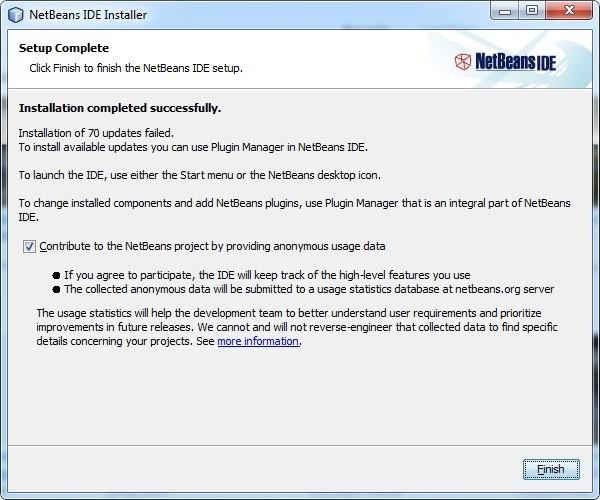 NetBeans IDE Installer
Setup Complete
Click Finish to finish the NetBeans IDE setup.
NetBeans IDE
Installation completed successfully.
Installation of 70 updates failed.
To install available updates you can use Plugin Manager in NetBeans IDE.
To launch the IDE, use either the Start menu or the NetBeans desktop icon.
To change installed components and add NetBeans plugins, use Plugin Manager that is an integral part of NetBeans
IDE.
Contribute to the NetBeans project by providing anonymous usage data
● If you agree to participate, the IDE will keep track of the high-level features you use
● The collected anonymous data will be submitted to a usage statistics database at netbeans.org server
The usage statistics will help the development team to better understand user requirements and prioritize
improvements in future releases. We cannot and will not reverse-engineer that collected data to find specific
details concerning your projects. See more information.
Finish